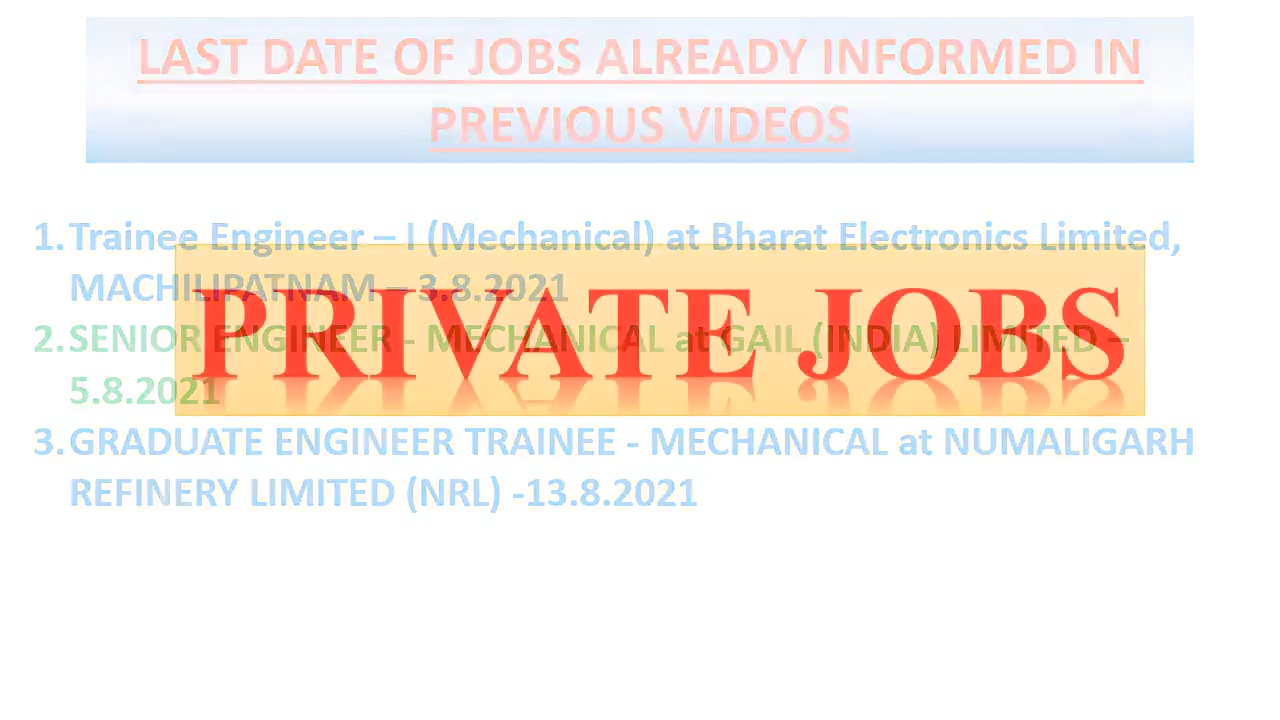 LAST DATE OF JOBS ALREADY INFORMED IN
PREVIOUS VIDEOS
1. Trainee Engineer – I (Mechanical) at Bharat Electronics Limited,
MACHILIPATNAM – 3.8.2021
PRIVATE JOBS
2. SENIOR ENGINEER - MECHANICAL at GAIL (INDIA) LIMITED –
5.8.2021
3. GRADUATE ENGINEER TRAINEE - MECHANICAL at NUMALIGARH
REFINERY LIMITED (NRL) -13.8.2021